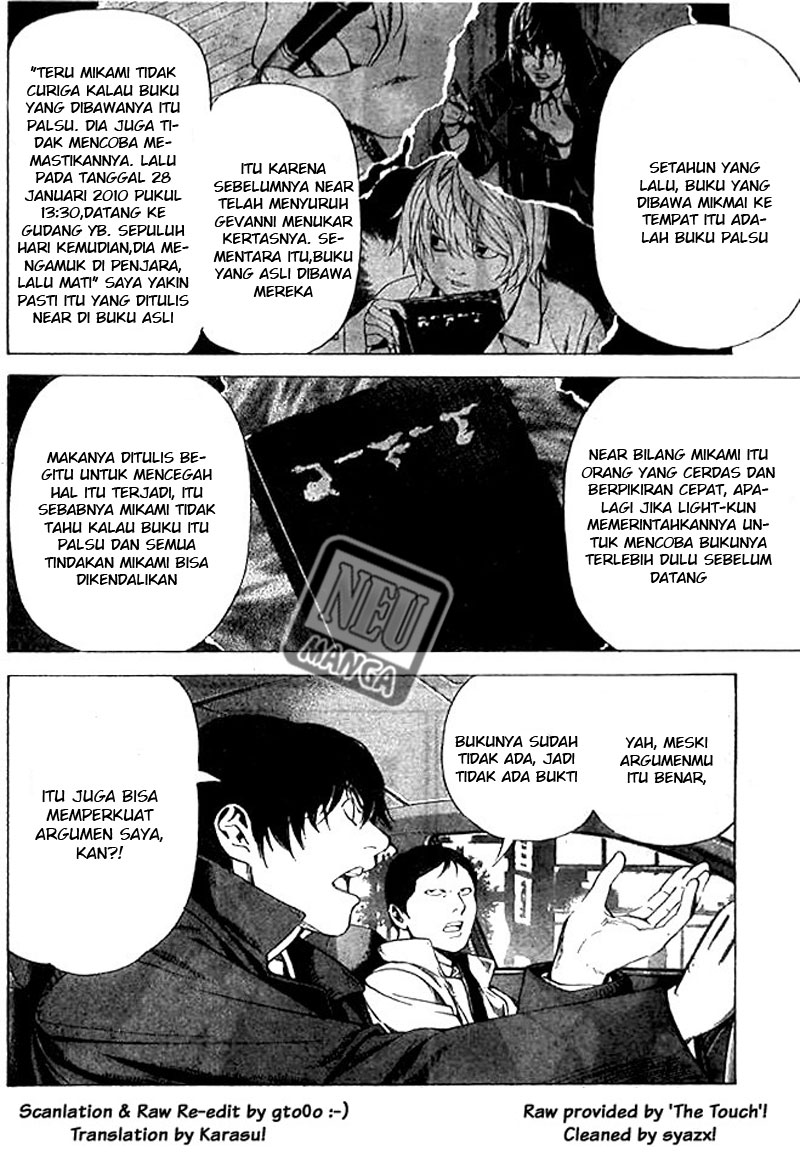 SETAHUN YANG
LALU, BUKU YANG
DIBAWA MIKMAI KE
TEMPAT ITU ADA-
LAH BUKU PALSU
ITU KARENA
SEBELUMNYA NEAR
TELAH MENYURUH
GEVANNI MENUKAR
KERTASNYA. SE-
MENTARA ITU,BUKU
YANG ASLI DIBAWA
MEREKA
"TERU MIKAMI TIDAK
CURIGA KALAU BUKU
YANG DIBAWANYA ITU
PALSU. DIA JUGA TI-
DAK MENCOBA ME-
MASTIKANNYA. LALU
PADA TANGGAL 28
JANUARI 2010 PUKUL
13:30,DATANG KE
GUDANG YB. SEPULUH
HARI KEMUDIAN,DIA ME-
NGAMUK DI PENJARA,
LALU MATI" SAYA YAKIN
PASTI ITU YANG DITULIS
NEAR DI BUKU ASLI
NEAR BILANG MIKAMI ITU
ORANG YANG CERDAS DAN
BERPIKIRAN CEPAT, APA-
LAGI JIKA LIGHT-KUN
MEMERINTAHKANNYA UN-
TUK MENCOBA BUKUNYA
TERLEBIH DULU SEBELUM
DATANG
MAKANYA DITULIS BE-
GITU UNTUK MENCEGAH
HAL ITU TERJADI, ITU
SEBABNYA MIKAMI TIDAK
TAHU KALAU BUKU ITU
PALSU DAN SEMUA
TINDAKAN MIKAMI BISA
DIKENDALIKAN
NEU
MANGA
YAH, MESKI
ARGUMENMU
ITU BENAR,
BUKUNYA SUDAH
TIDAK ADA, JADI
TIDAK ADA BUKTI
ITU JUGA BISA
MEMPERKUAT
ARGUMEN SAYA,
KAN?!
Scanlation & Raw Re-edit by gto0o :-)
Translation by Karasu!
Raw provided by 'The Touch'!
Cleaned by syazx!